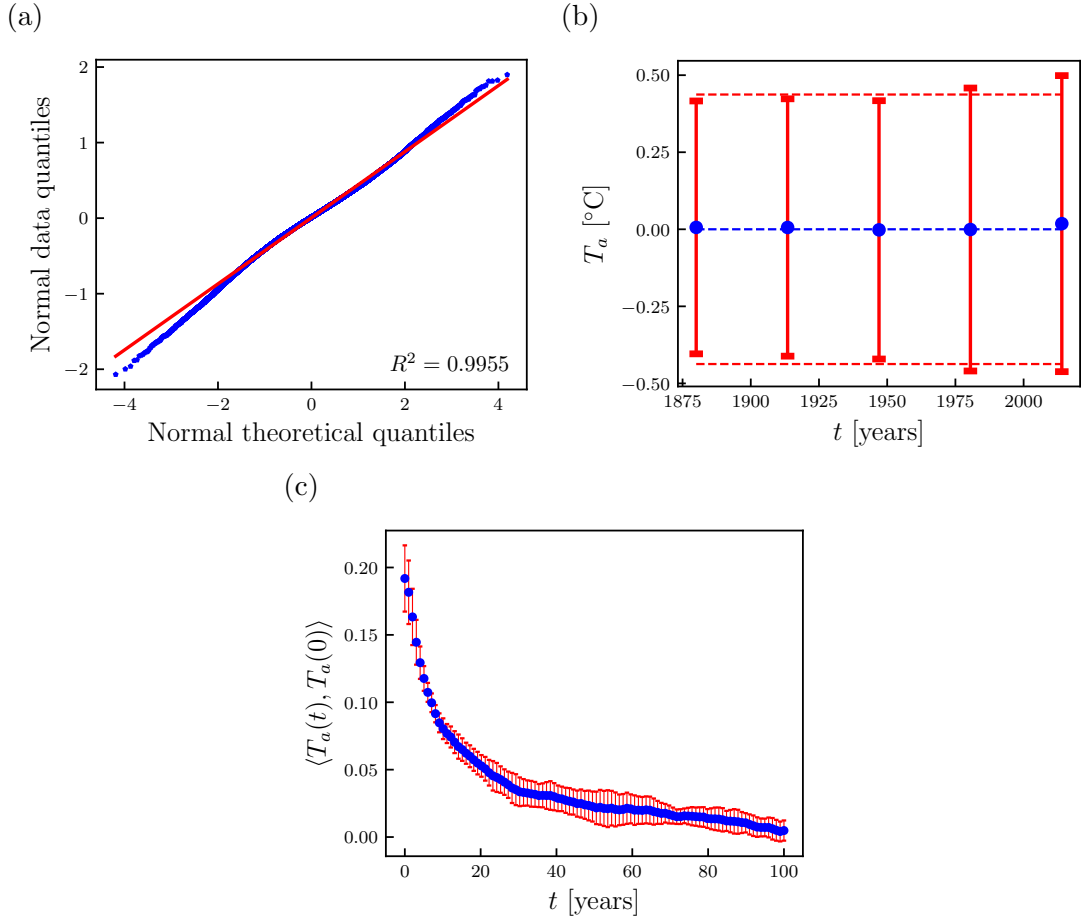 (a)
Normal data quantiles
2
1
0
−1
−2
R² = 0.9955
−4 −2 0 2 4
Normal theoretical quantiles
(b)
T_a [°C]
0.50
0.25
0.00
−0.25
−0.50
1875 1900 1925 1950 1975 2000
t [years]
(c)
⟨T_a(t), T_a(0)⟩
0.20
0.15
0.10
0.05
0.00
0 20 40 60 80 100
t [years]